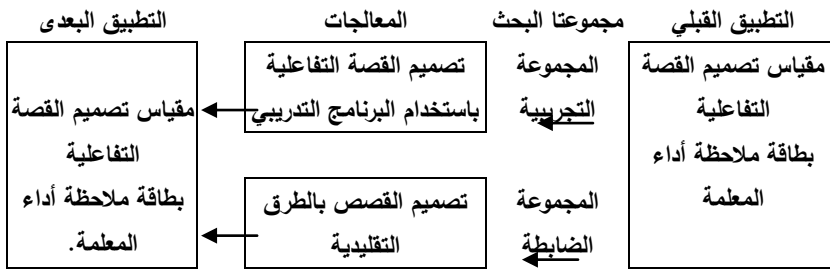 التطبيق القبلي
مجموعتا البحث
المعالجات
التطبيق البعدى
مقياس تصميم القصة
التفاعلية
بطاقة ملاحظة أداء
المعلمة
المجموعة
التجريبية
تصميم القصة التفاعلية
باستخدام البرنامج التدريبي
المجموعة
الضابطة
تصميم القصص بالطرق
التقليدية
مقياس تصميم القصة
التفاعلية
بطاقة ملاحظة أداء
المعلمة.